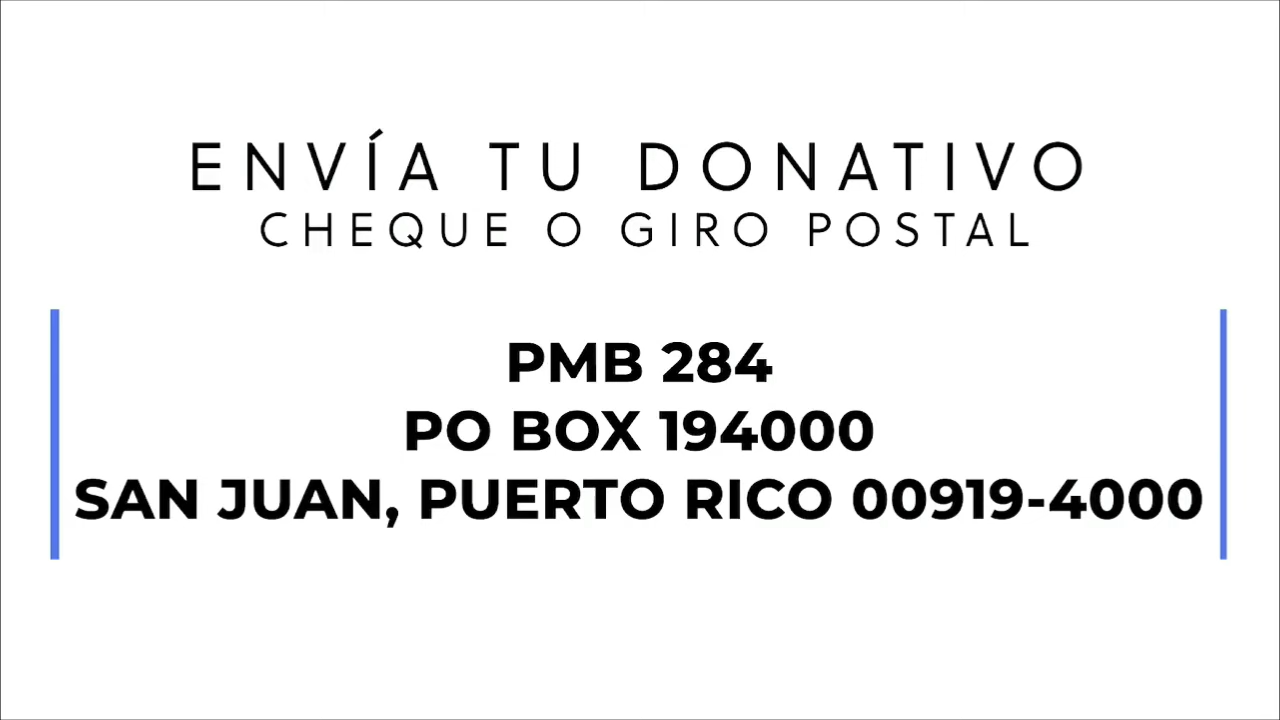 ENVÍA TU DONATIVO
CHEQUE O GIRO POSTAL
PMB 284
PO BOX 194000
SAN JUAN, PUERTO RICO 00919-4000